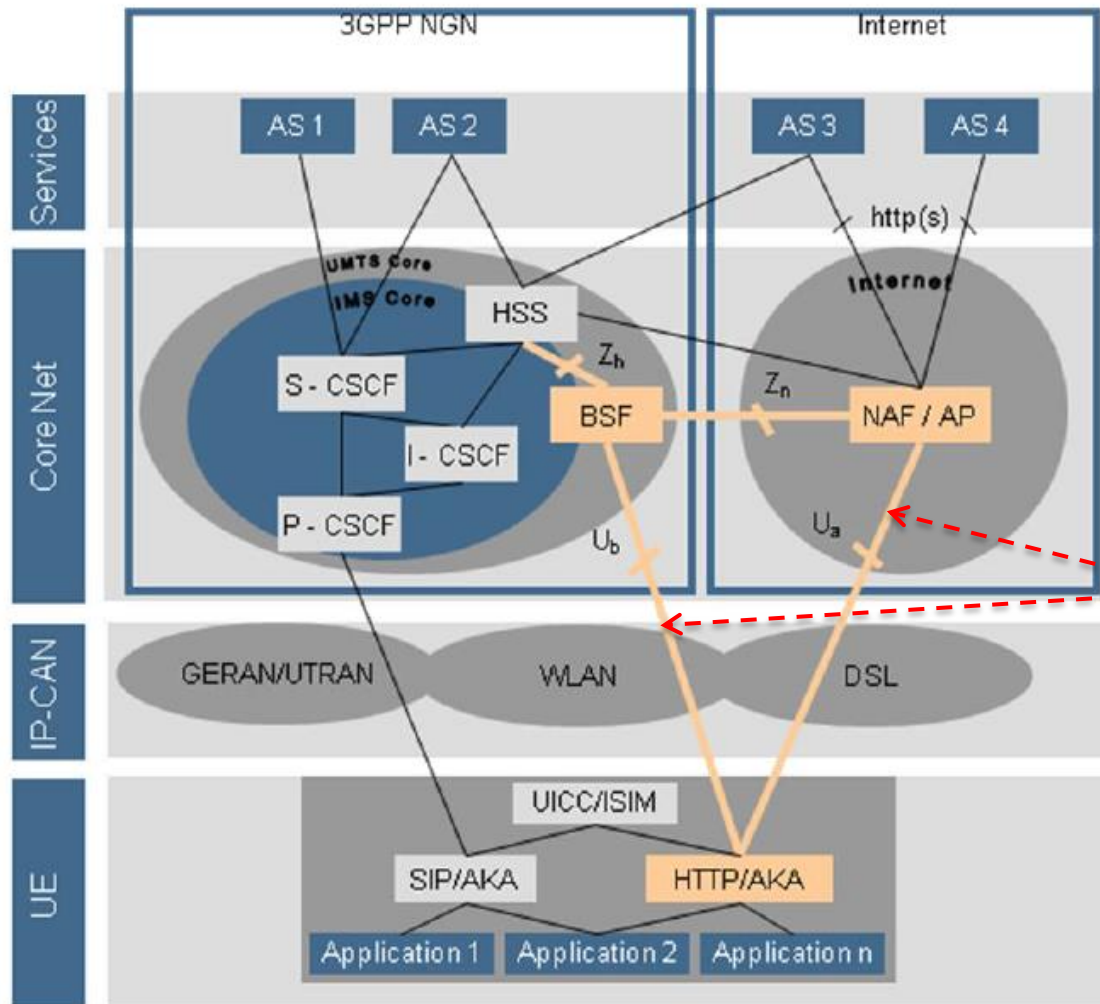 3GPP NGN
Internet
Services
AS 1
AS 2
AS 3
AS 4
http(s)
Core Net
UMTS Core
IMS Core
Internet
HSS
Zh
S - CSCF
BSF
Zn
NAF / AP
I - CSCF
P - CSCF
Ub
Ua
IP-CAN
GERAN/UTRAN
WLAN
DSL
UE
UICC/ISIM
SIP/AKA
HTTP/AKA
Application 1
Application 2
Application n